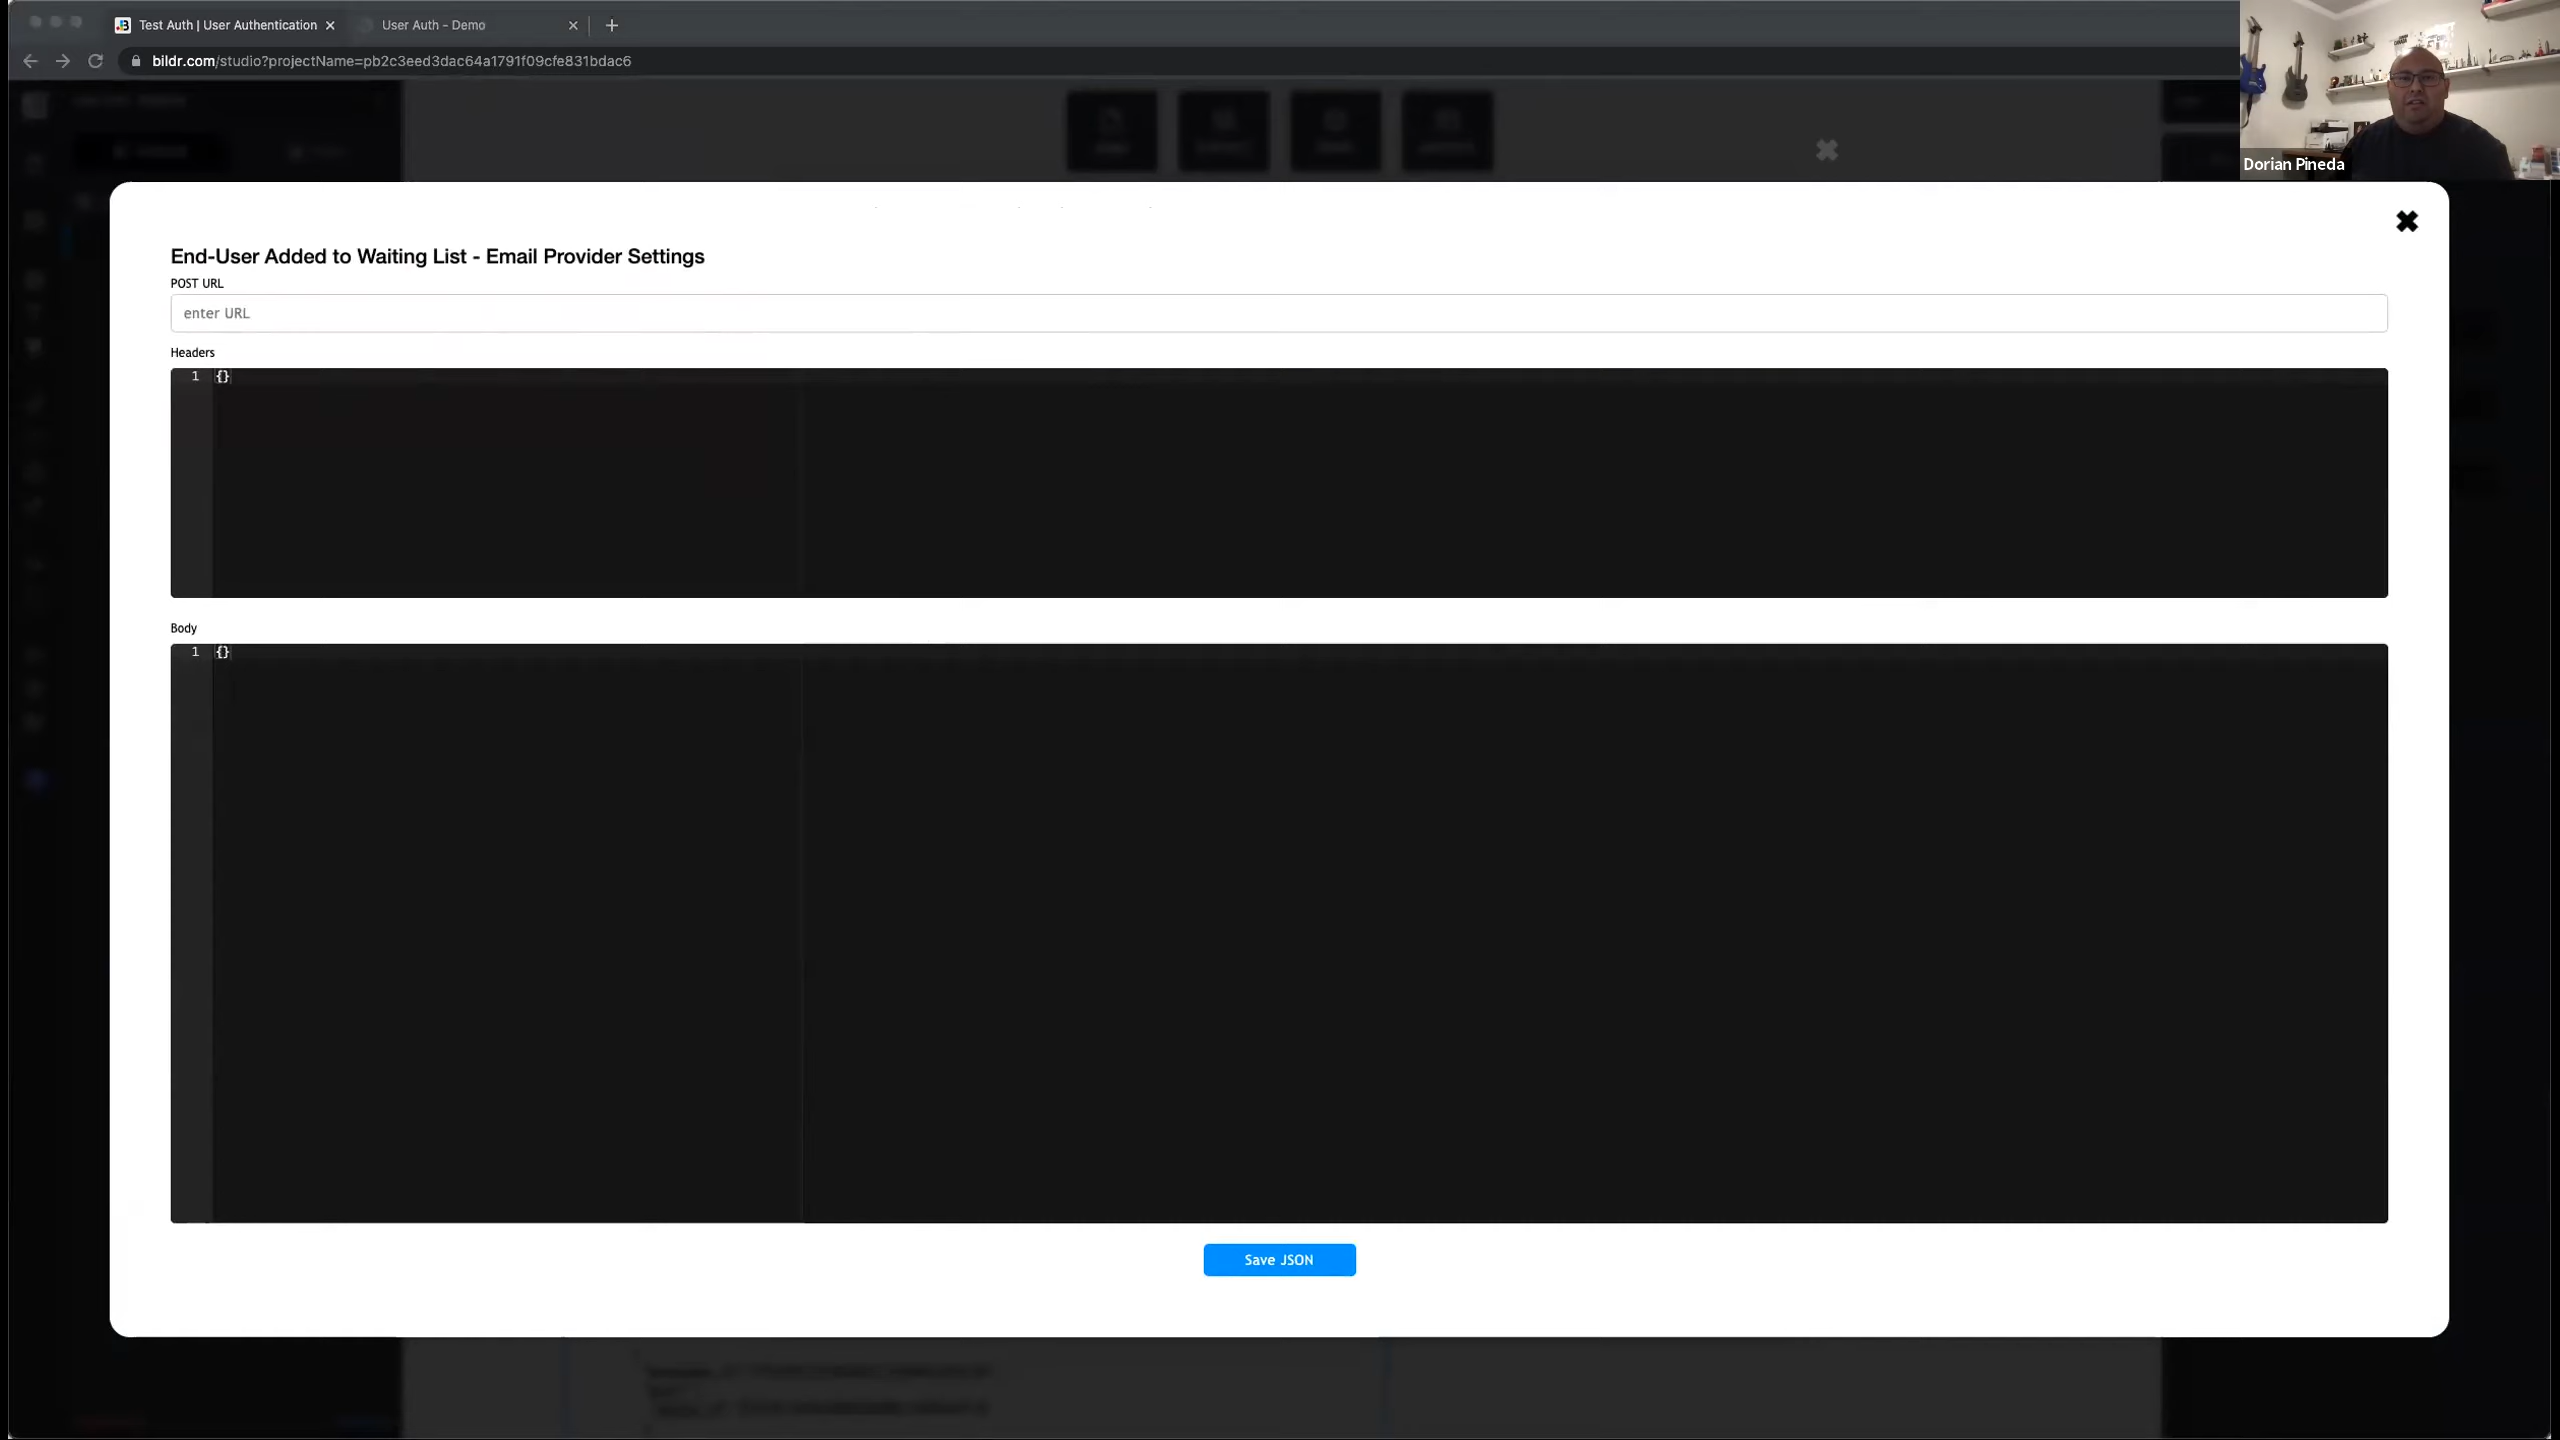 Test Auth | User Authentication
User Auth - Demo
bildr.com/studio?projectName=pb2c3eed3dac64a1791f09cfe831bdac6
Dorian Pineda
End-User Added to Waiting List - Email Provider Settings
POST URL
enter URL
Headers
1 {}
Body
1 {}
Save JSON